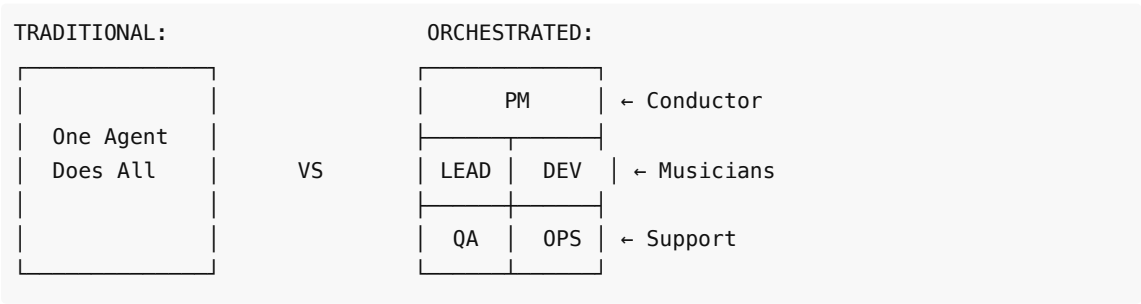 TRADITIONAL: ORCHESTRATED:
PM ← Conductor
One Agent
Does All VS LEAD DEV ← Musicians
QA OPS ← Support